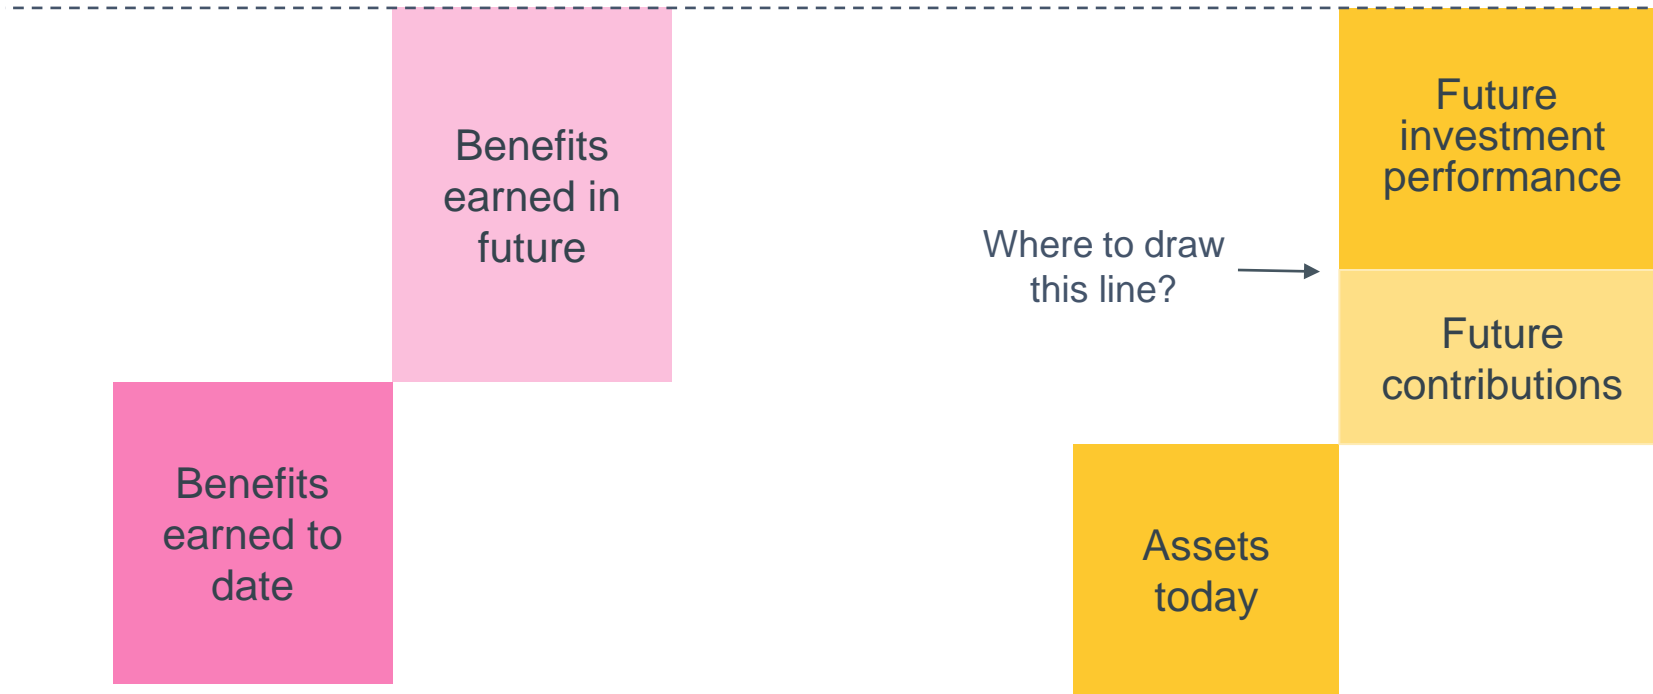 Benefits
earned in
future
Benefits
earned to
date
Where to draw
this line?
Future
investment
performance
Future
contributions
Assets
today